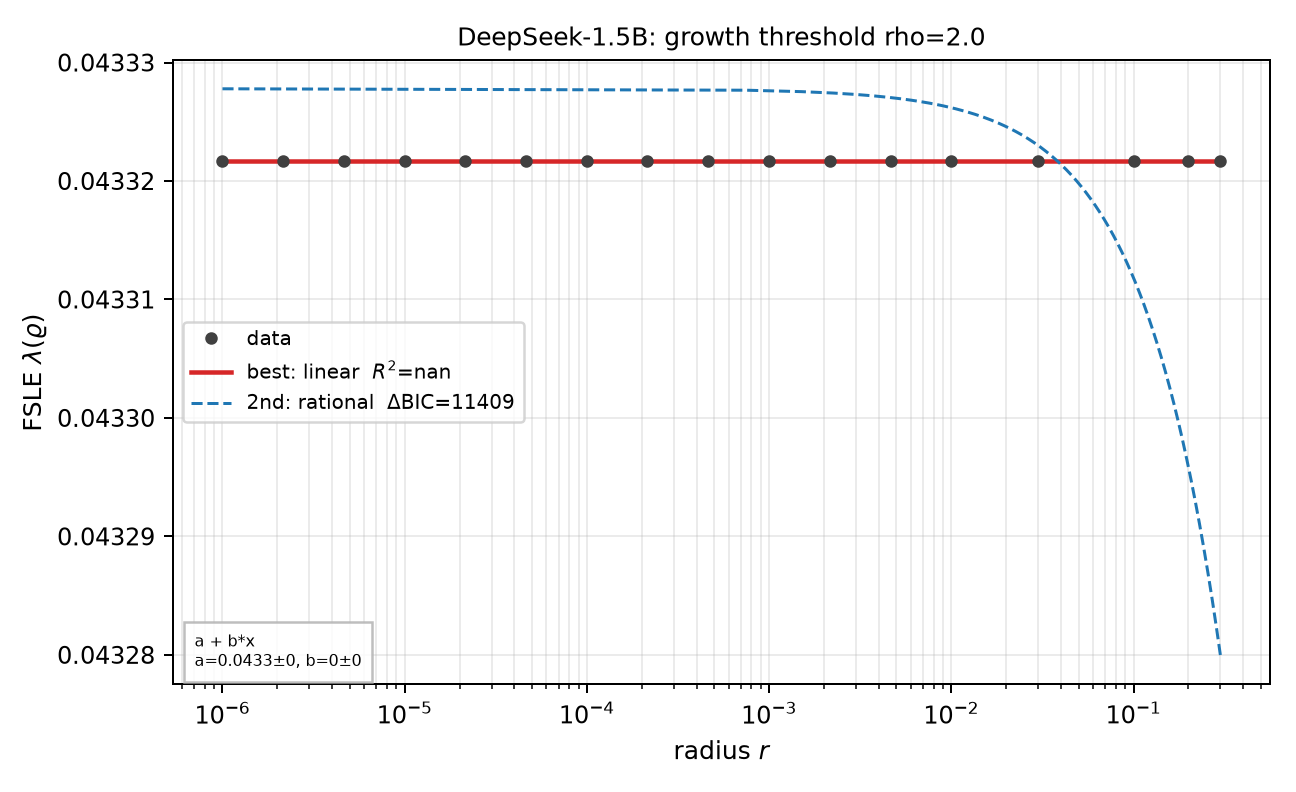 DeepSeek-1.5B: growth threshold rho=2.0
0.04333
0.04332
0.04331
0.04330
0.04329
0.04328
FSLE λ(ϱ)
data
best: linear R²=nan
2nd: rational ΔBIC=11409
a + b*x
a=0.0433±0, b=0±0
10⁻⁶ 10⁻⁵ 10⁻⁴ 10⁻³ 10⁻² 10⁻¹
radius r